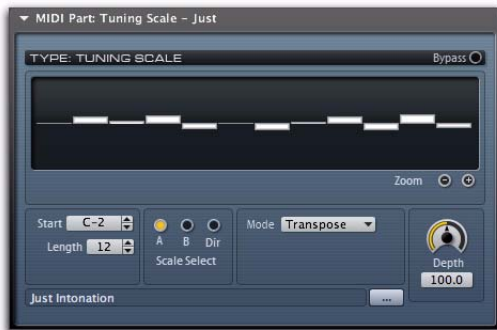 MIDI Part: Tuning Scale – Just
TYPE: TUNING SCALE Bypass
Zoom
Start C-2
Length 12
A B Dir
Scale Select
Mode Transpose
Depth
100.0
Just Intonation ...